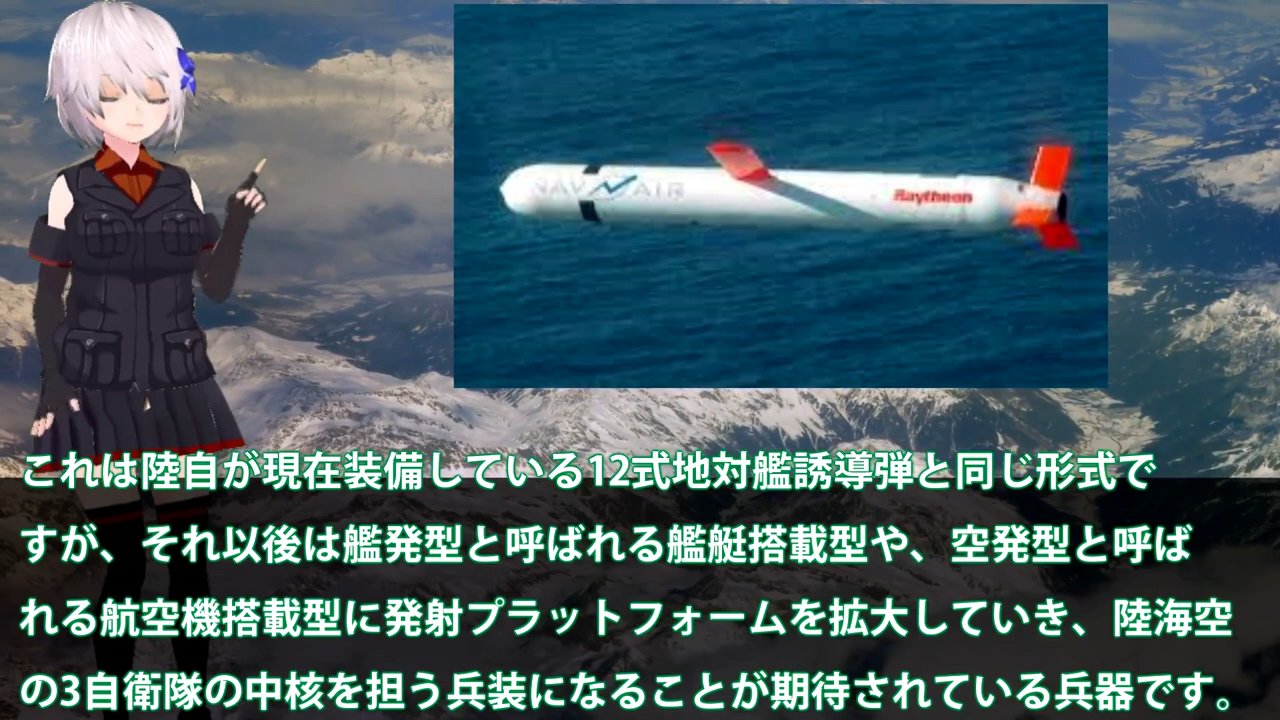 NAVAIR
Raytheon
これは陸自が現在装備している12式地対艦誘導弾と同じ形式で
すが、それ以後は艦発型と呼ばれる艦艇搭載型や、空発型と呼ば
れる航空機搭載型に発射プラットフォームを拡大していき、陸海空
の3自衛隊の中核を担う兵装になることが期待されている兵器です。